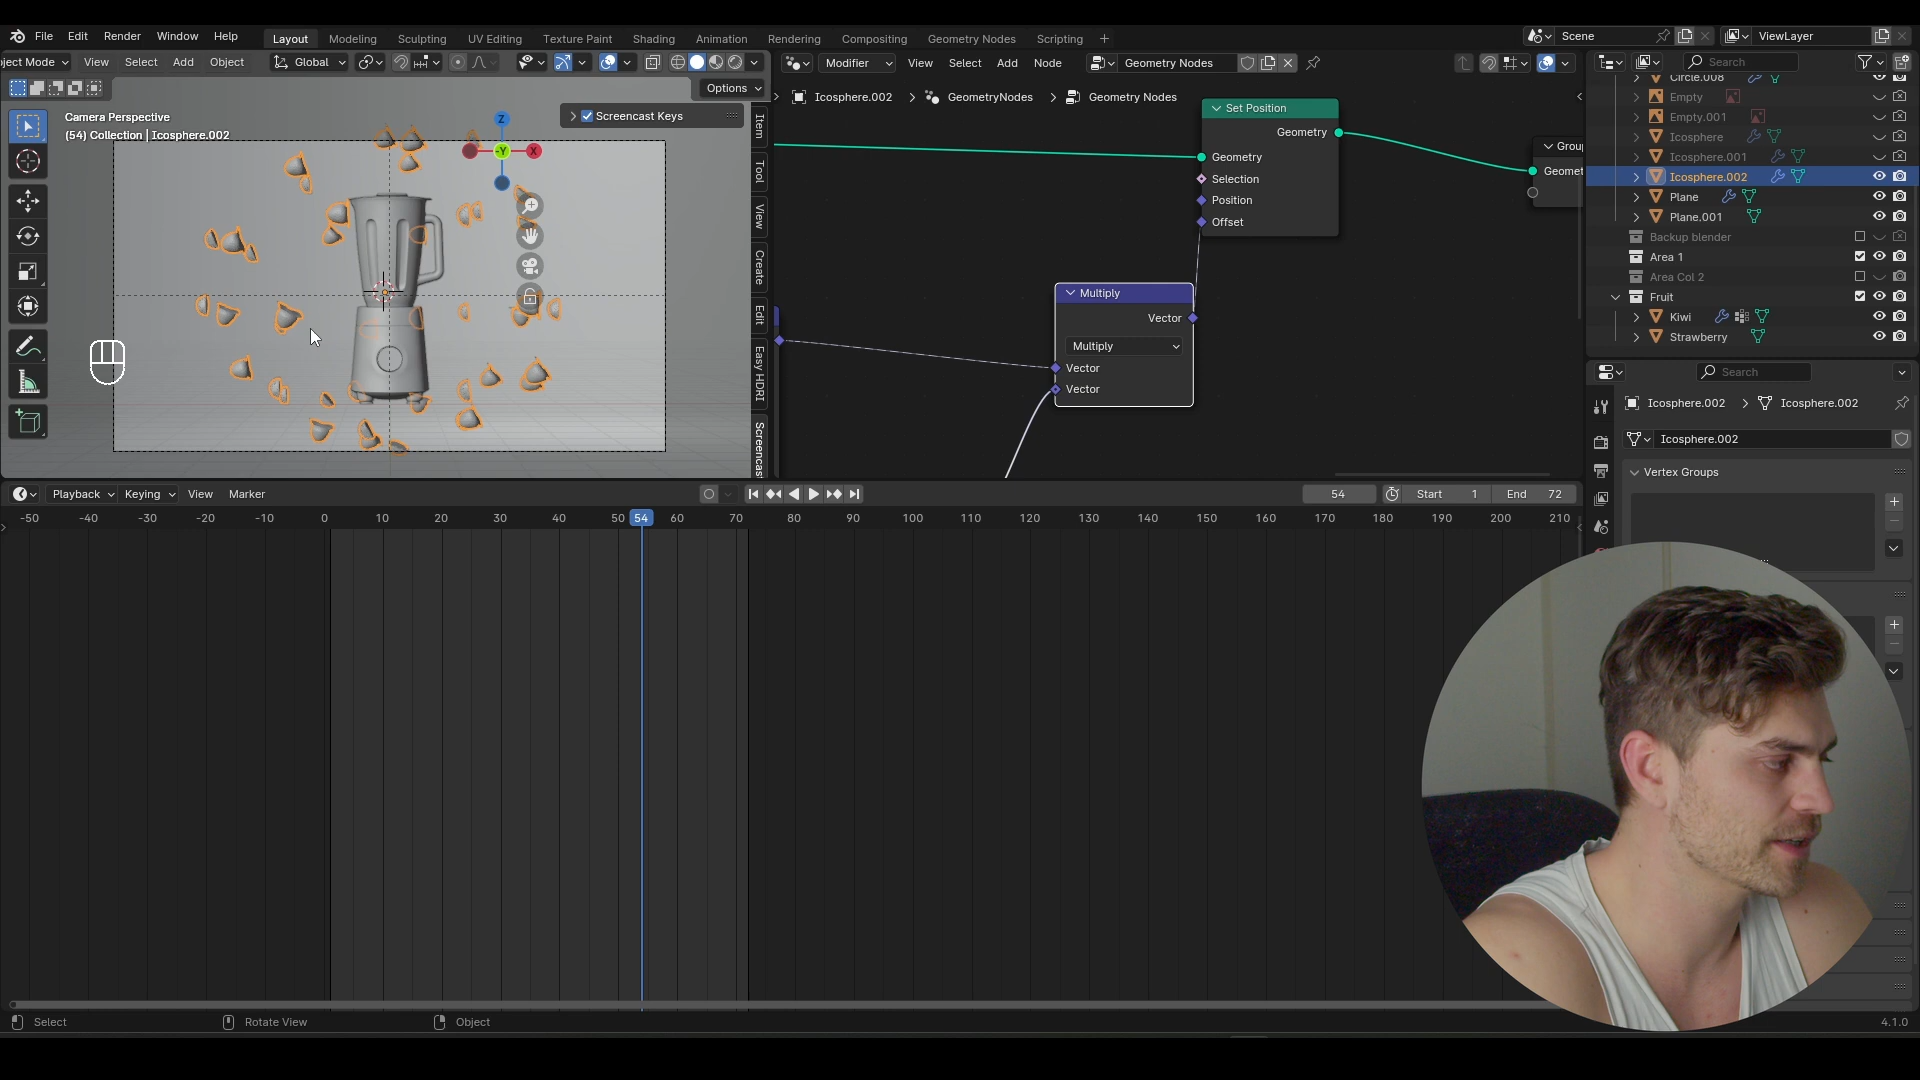 File Edit Render Window Help Layout Modeling Sculpting UV Editing Texture Paint Shading Animation Rendering Compositing Geometry Nodes Scripting + Scene ViewLayer
ject Mode View Select Add Object Global
Options
Modifier View Select Add Node Geometry Nodes
Search
Camera Perspective
(54) Collection | Icosphere.002
Screencast Keys
Z
-Y
X
Item
Tool
View
Create
Edit
Easy HDRI
Screencast
Icosphere.002 GeometryNodes Geometry Nodes
Set Position
Geometry
Geometry
Selection
Position
Offset
Multiply
Vector
Multiply
Vector
Vector
Circle.008
Empty
Empty.001
Icosphere
Icosphere.001
Icosphere.002
Plane
Plane.001
Backup blender
Area 1
Area Col 2
Fruit
Kiwi
Strawberry
Search
Icosphere.002 Icosphere.002
Icosphere.002
Vertex Groups
Playback Keying View Marker 54 Start 1 End 72
-50 -40 -30 -20 -10 0 10 20 30 40 50 54 60 70 80 90 100 110 120 130 140 150 160 170 180 190 200 210
Select Rotate View Object 4.1.0